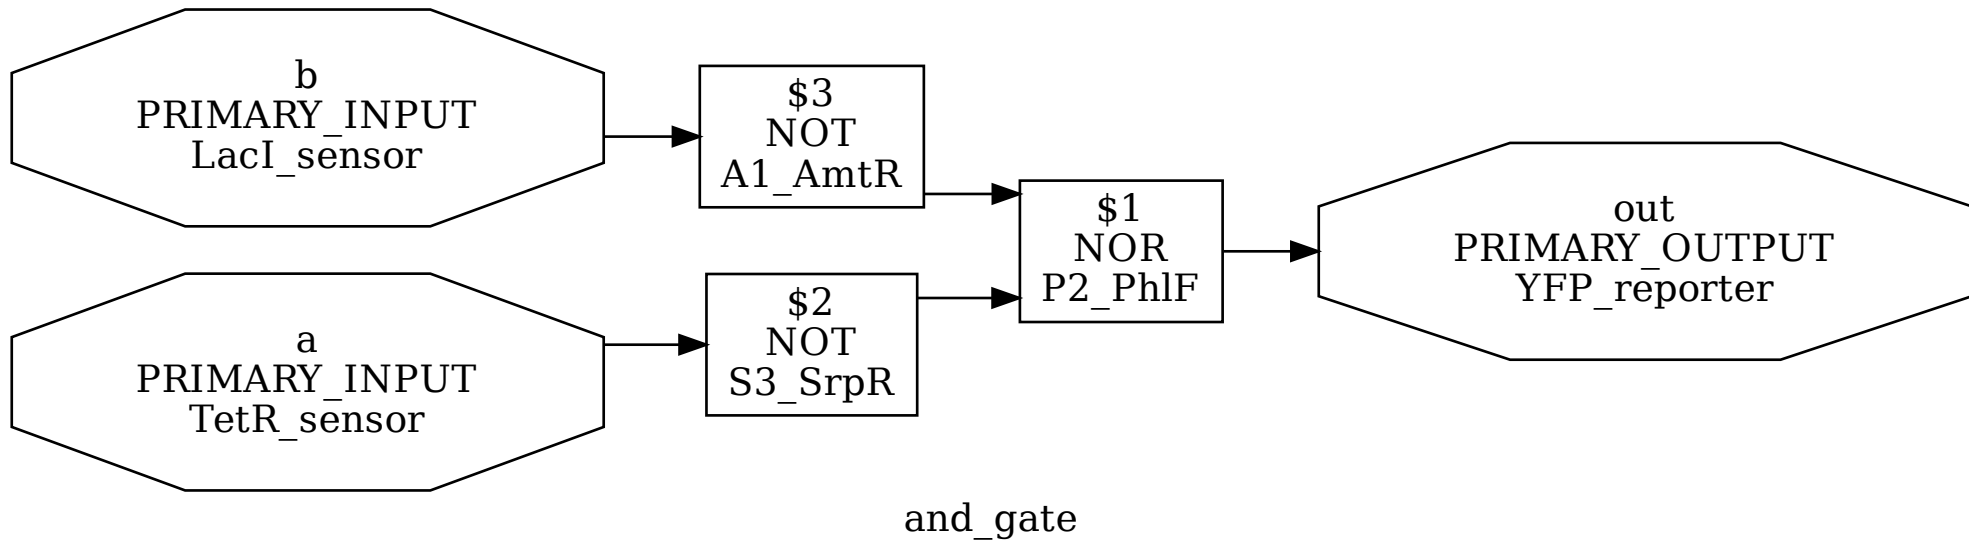 b
PRIMARY_INPUT
LacI_sensor
$3
NOT
A1_AmtR
a
PRIMARY_INPUT
TetR_sensor
$2
NOT
S3_SrpR
$1
NOR
P2_PhlF
out
PRIMARY_OUTPUT
YFP_reporter
and_gate